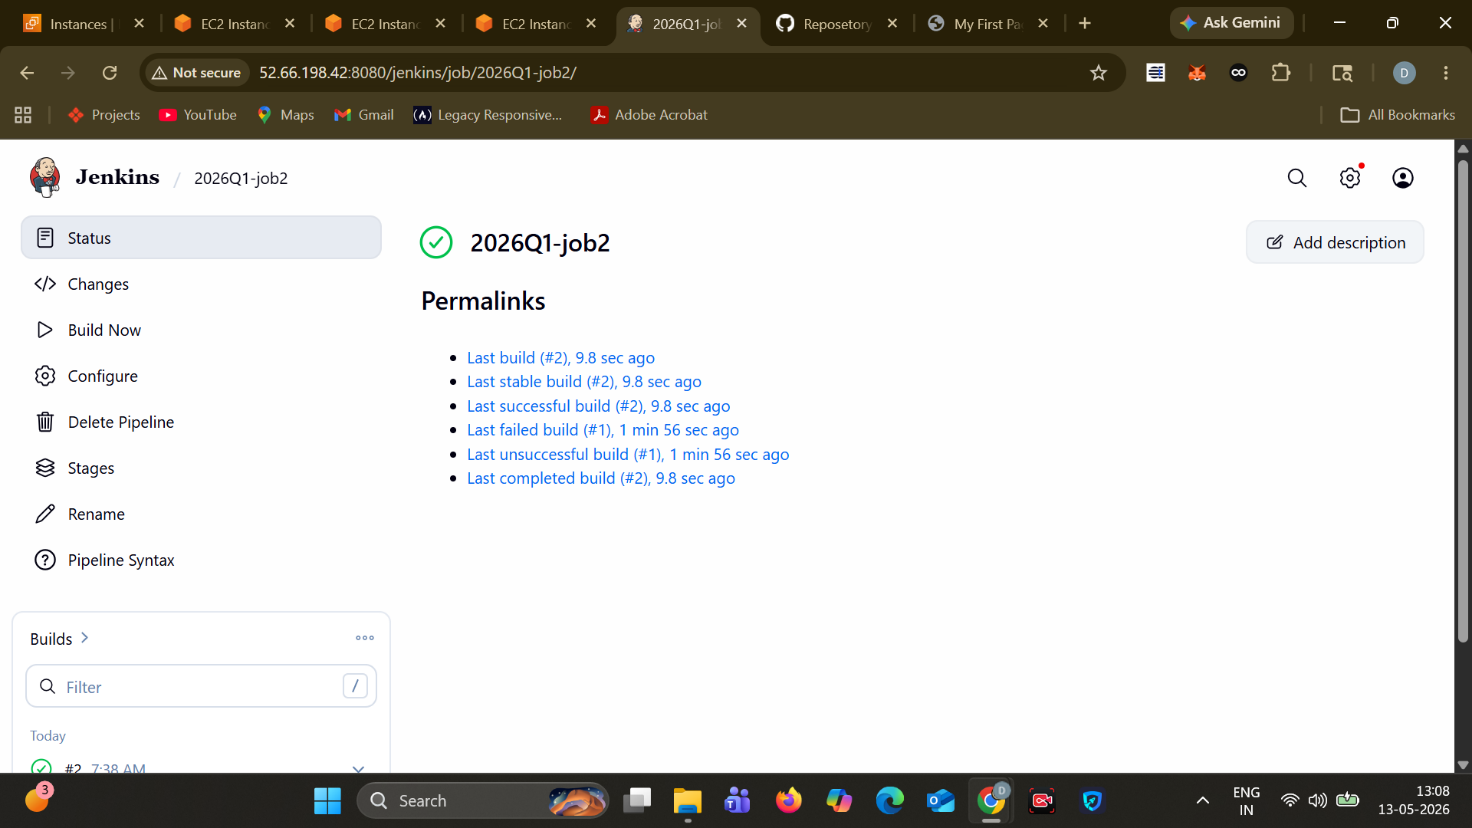 Instances |
EC2 Instanc
EC2 Instanc
EC2 Instanc
2026Q1-job
Reposetory
My First Pa
Ask Gemini
Not secure
52.66.198.42:8080/jenkins/job/2026Q1-job2/
D
Projects
YouTube
Maps
Gmail
Legacy Responsive...
Adobe Acrobat
All Bookmarks
Jenkins
/
2026Q1-job2
Status
Changes
Build Now
Configure
Delete Pipeline
Stages
Rename
Pipeline Syntax
2026Q1-job2
Add description
Permalinks
Last build (#2), 9.8 sec ago
Last stable build (#2), 9.8 sec ago
Last successful build (#2), 9.8 sec ago
Last failed build (#1), 1 min 56 sec ago
Last unsuccessful build (#1), 1 min 56 sec ago
Last completed build (#2), 9.8 sec ago
Builds
Filter
/
Today
#2 7:38 AM
3
Search
D
ENG
IN
13:08
13-05-2026